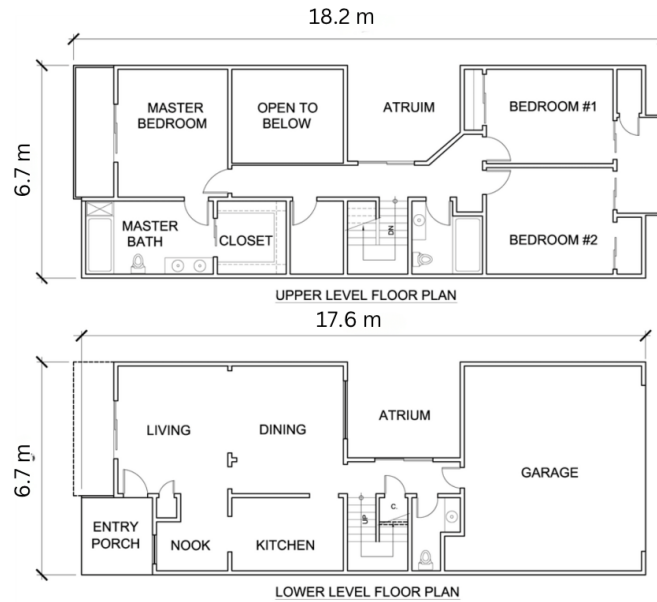 18.2 m
6.7 m
MASTER
BEDROOM
OPEN TO
BELOW
ATRUIM
BEDROOM #1
MASTER
BATH
CLOSET
DN
BEDROOM #2
UPPER LEVEL FLOOR PLAN
17.6 m
6.7 m
LIVING
DINING
ATRIUM
GARAGE
ENTRY
PORCH
NOOK
KITCHEN
UP
C.
LOWER LEVEL FLOOR PLAN